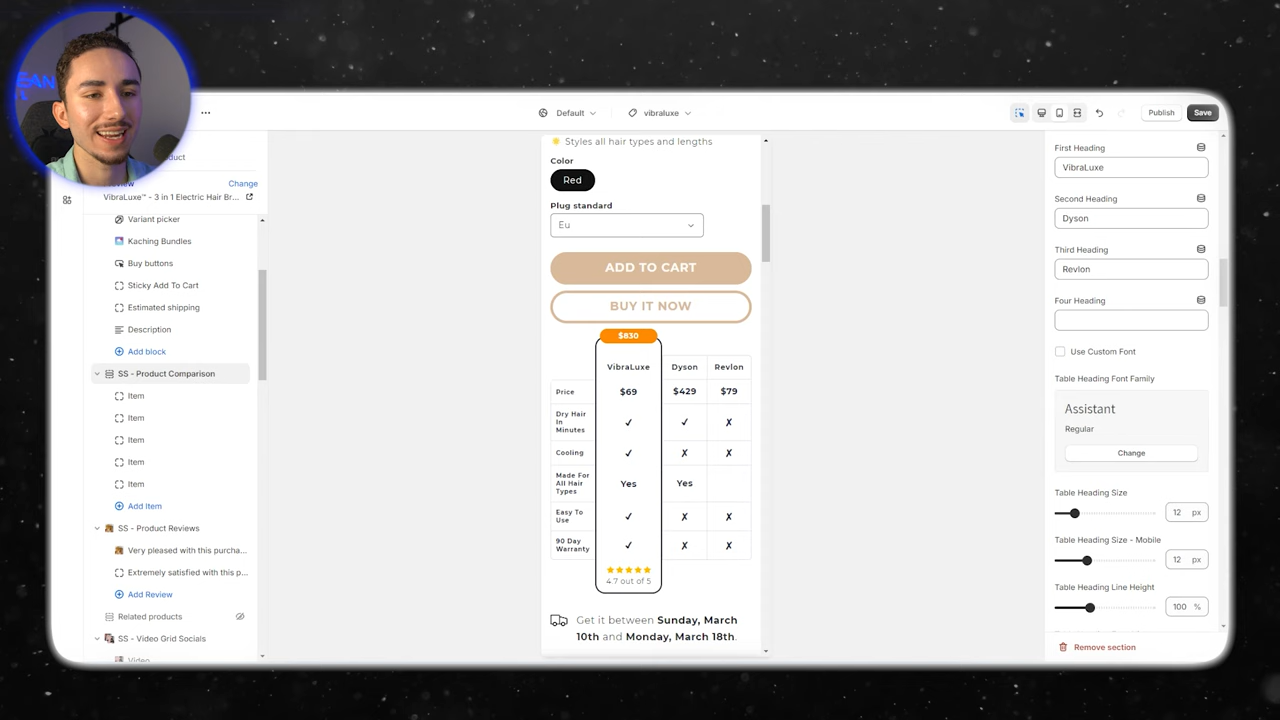 EAN
Default
vibraluxe
Publish
Save
Change
VibraLuxe™ - 3 in 1 Electric Hair Br...
Variant picker
Kaching Bundles
Buy buttons
Sticky Add To Cart
Estimated shipping
Description
Add block
SS - Product Comparison
Item
Item
Item
Item
Item
Add Item
SS - Product Reviews
Very pleased with this purcha...
Extremely satisfied with this p...
Add Review
Related products
SS - Video Grid Socials
Video
Styles all hair types and lengths
Color
Red
Plug standard
Eu
ADD TO CART
BUY IT NOW
$830
VibraLuxe Dyson Revlon
Price $69 $429 $79
Dry Hair
In
Minutes ✓ ✓ ✗
Cooling ✓ ✗ ✗
Made For
All Hair
Types Yes Yes
Easy To
Use ✓ ✗ ✗
90 Day
Warranty ✓ ✗ ✗
4.7 out of 5
Get it between Sunday, March
10th and Monday, March 18th.
First Heading
VibraLuxe
Second Heading
Dyson
Third Heading
Revlon
Four Heading
Use Custom Font
Table Heading Font Family
Assistant
Regular
Change
Table Heading Size
12 px
Table Heading Size - Mobile
12 px
Table Heading Line Height
100 %
Remove section